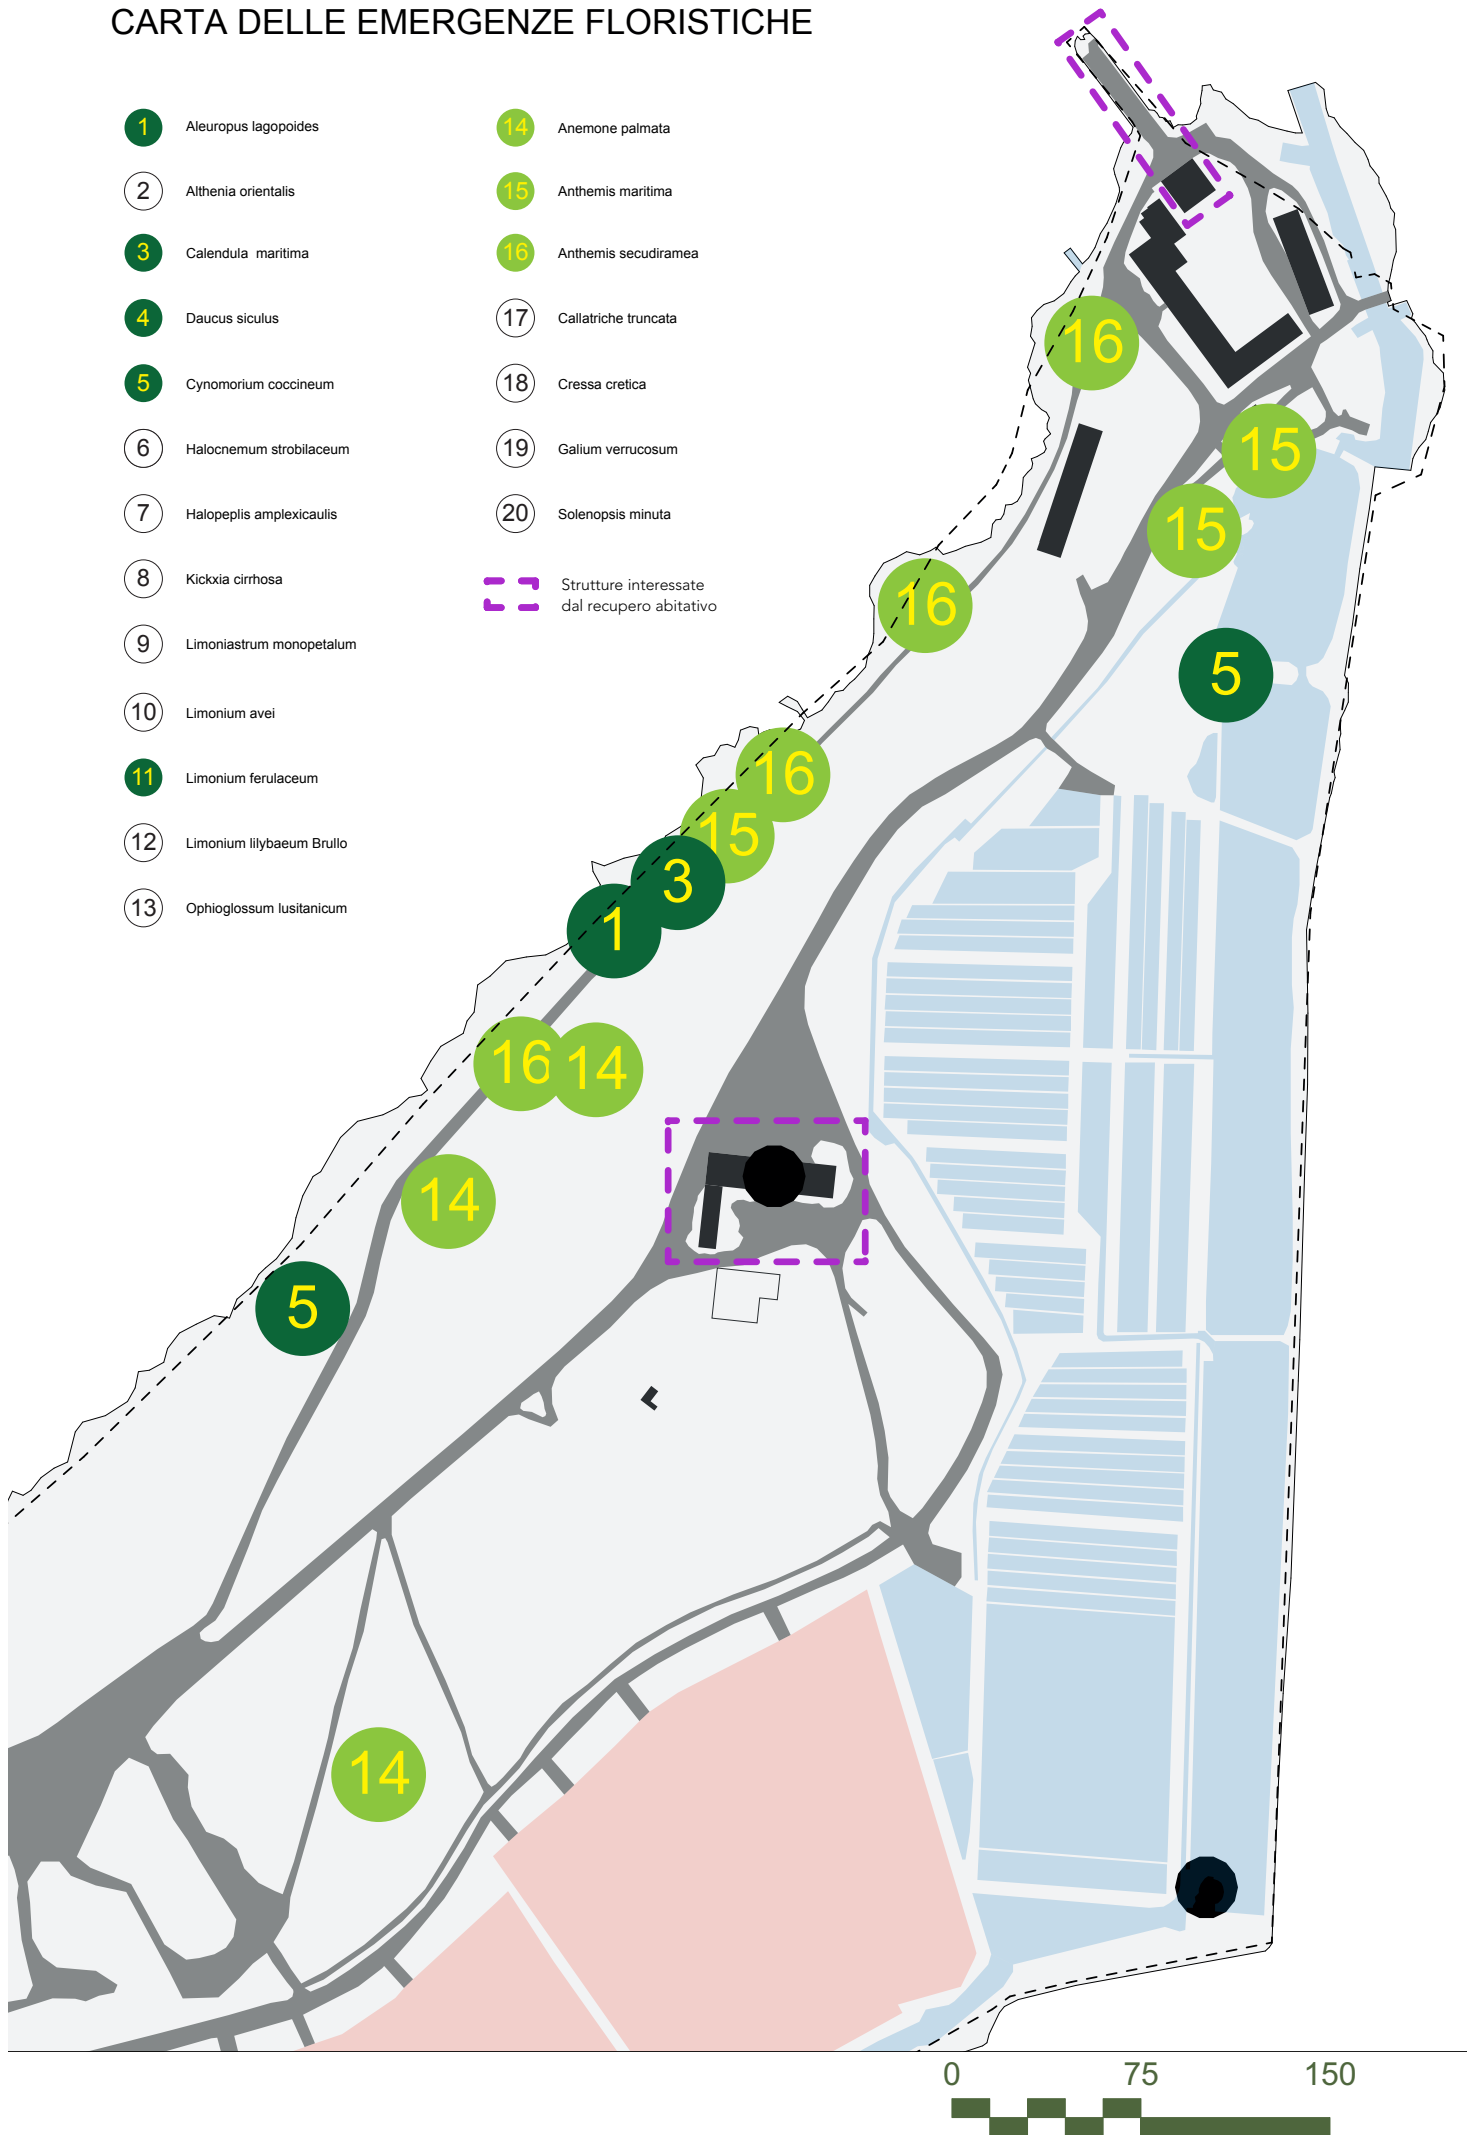 CARTA DELLE EMERGENZE FLORISTICHE
1 Aleuropus lagopoides
2 Althenia orientalis
3 Calendula maritima
4 Daucus siculus
5 Cynomorium coccineum
6 Halocnemum strobilaceum
7 Halopeplis amplexicaulis
8 Kickxia cirrhosa
9 Limoniastrum monopetalum
10 Limonium avei
11 Limonium ferulaceum
12 Limonium lilybaeum Brullo
13 Ophioglossum lusitanicum
14 Anemone palmata
15 Anthemis maritima
16 Anthemis secudiramea
17 Callatriche truncata
18 Cressa cretica
19 Galium verrucosum
20 Solenopsis minuta
Strutture interessate
dal recupero abitativo
16
15
15
16
5
16
15
3
1
16
14
14
5
14
0 75 150